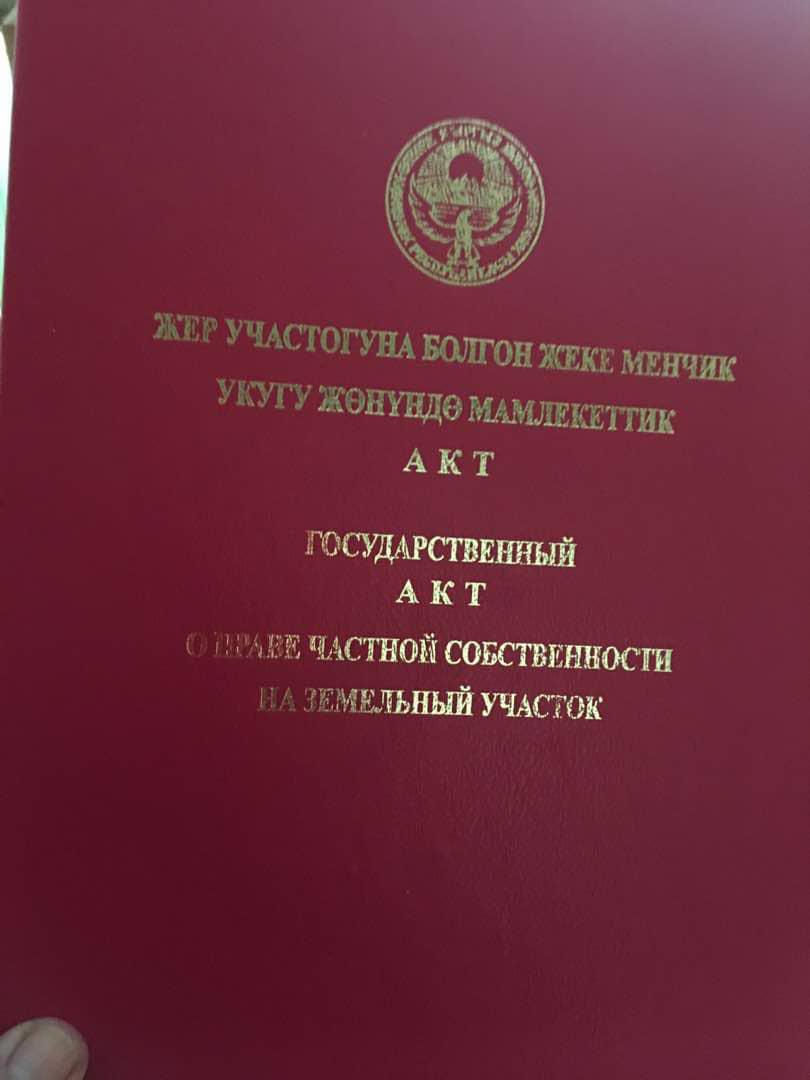 ЖЕР УЧАСТОГУНА БОЛГОН ЖЕКЕ МЕНЧИК
УКУГУ ЖӨНҮНДӨ МАМЛЕКЕТТИК
АКТ
ГОСУДАРСТВЕННЫЙ
АКТ
О ПРАВЕ ЧАСТНОЙ СОБСТВЕННОСТИ
НА ЗЕМЕЛЬНЫЙ УЧАСТОК